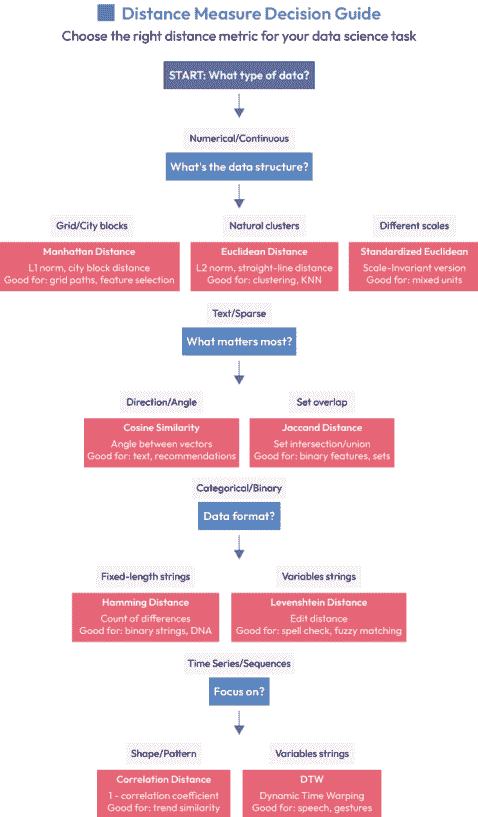 Distance Measure Decision Guide
Choose the right distance metric for your data science task
START: What type of data?
Numerical/Continuous
What's the data structure?
Grid/City blocks
Natural clusters
Different scales
Manhattan Distance
L1 norm, city block distance
Good for: grid paths, feature selection
Euclidean Distance
L2 norm, straight-line distance
Good for: clustering, KNN
Standardized Euclidean
Scale-Invariant version
Good for: mixed units
Text/Sparse
What matters most?
Direction/Angle
Set overlap
Cosine Similarity
Angle between vectors
Good for: text, recommendations
Jaccand Distance
Set intersection/union
Good for: binary features, sets
Categorical/Binary
Data format?
Fixed-length strings
Variables strings
Hamming Distance
Count of differences
Good for: binary strings, DNA
Levenshtein Distance
Edit distance
Good for: spell check, fuzzy matching
Time Series/Sequences
Focus on?
Shape/Pattern
Variables strings
Correlation Distance
1 - correlation coefficient
Good for: trend similarity
DTW
Dynamic Time Warping
Good for: speech, gestures